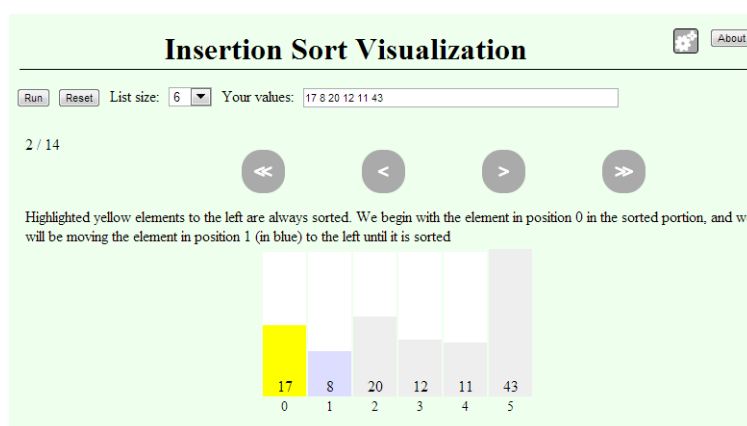 Insertion Sort Visualization
About
Run Reset List size: 6 Your values: 17 8 20 12 11 43
2 / 14
≪ < > ≫
Highlighted yellow elements to the left are always sorted. We begin with the element in position 0 in the sorted portion, and w
will be moving the element in position 1 (in blue) to the left until it is sorted
17 8 20 12 11 43
0 1 2 3 4 5